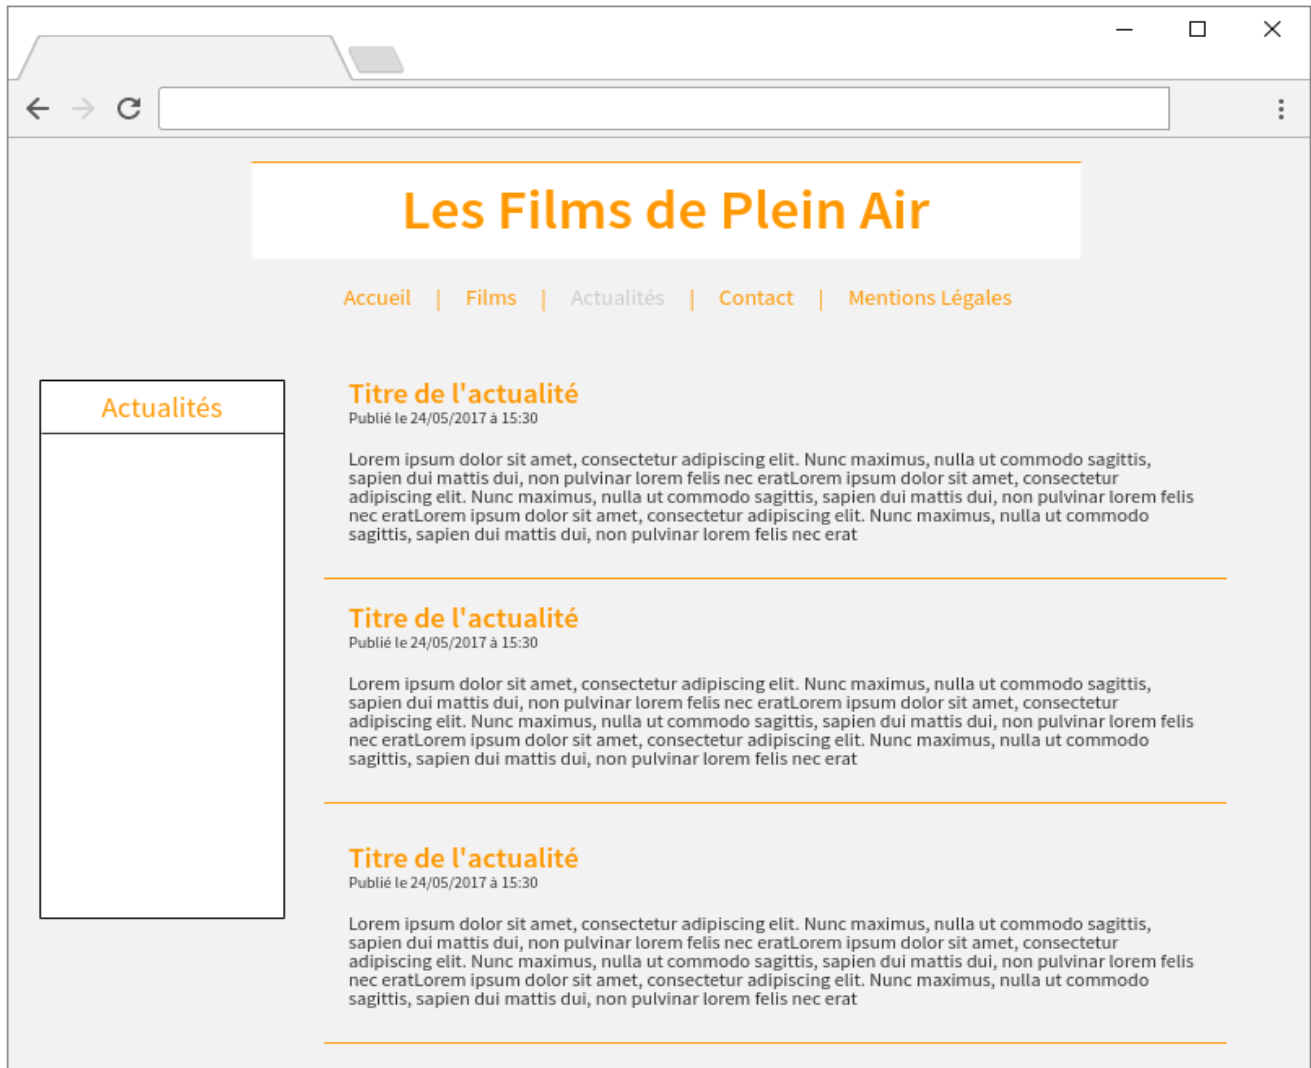 Les Films de Plein Air
Accueil | Films | Actualités | Contact | Mentions Légales
Actualités
Titre de l'actualité
Publié le 24/05/2017 à 15:30
Lorem ipsum dolor sit amet, consectetur adipiscing elit. Nunc maximus, nulla ut commodo sagittis,
sapien dui mattis dui, non pulvinar lorem felis nec eratLorem ipsum dolor sit amet, consectetur
adipiscing elit. Nunc maximus, nulla ut commodo sagittis, sapien dui mattis dui, non pulvinar lorem felis
nec eratLorem ipsum dolor sit amet, consectetur adipiscing elit. Nunc maximus, nulla ut commodo
sagittis, sapien dui mattis dui, non pulvinar lorem felis nec erat
Titre de l'actualité
Publié le 24/05/2017 à 15:30
Lorem ipsum dolor sit amet, consectetur adipiscing elit. Nunc maximus, nulla ut commodo sagittis,
sapien dui mattis dui, non pulvinar lorem felis nec eratLorem ipsum dolor sit amet, consectetur
adipiscing elit. Nunc maximus, nulla ut commodo sagittis, sapien dui mattis dui, non pulvinar lorem felis
nec eratLorem ipsum dolor sit amet, consectetur adipiscing elit. Nunc maximus, nulla ut commodo
sagittis, sapien dui mattis dui, non pulvinar lorem felis nec erat
Titre de l'actualité
Publié le 24/05/2017 à 15:30
Lorem ipsum dolor sit amet, consectetur adipiscing elit. Nunc maximus, nulla ut commodo sagittis,
sapien dui mattis dui, non pulvinar lorem felis nec eratLorem ipsum dolor sit amet, consectetur
adipiscing elit. Nunc maximus, nulla ut commodo sagittis, sapien dui mattis dui, non pulvinar lorem felis
nec eratLorem ipsum dolor sit amet, consectetur adipiscing elit. Nunc maximus, nulla ut commodo
sagittis, sapien dui mattis dui, non pulvinar lorem felis nec erat